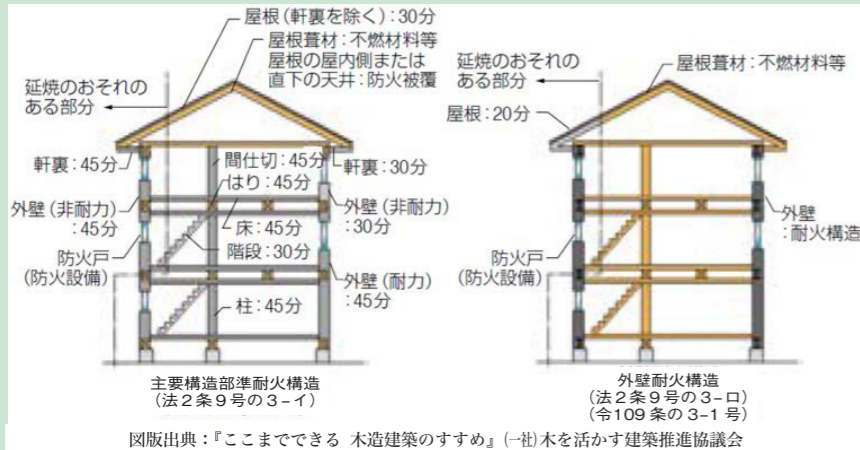 屋根（軒裏を除く）：30分
屋根葺材：不燃材料等
屋根の屋内側または
直下の天井：防火被覆
延焼のおそれの
ある部分
軒裏：45分
間仕切：45分
軒裏：30分
はり：45分
外壁（非耐力）
：45分
床：45分
外壁（非耐力）
：30分
階段：30分
防火戸
（防火設備）
外壁（耐力）
：45分
柱：45分
主要構造部準耐火構造
（法２条９号の３−イ）
延焼のおそれの
ある部分
屋根葺材：不燃材料等
屋根：20分
外壁
：耐火構造
防火戸
（防火設備）
外壁耐火構造
（法２条９号の３−ロ）
（令109条の３−１号）
図版出典：『ここまでできる 木造建築のすすめ』（一社）木を活かす建築推進協議会